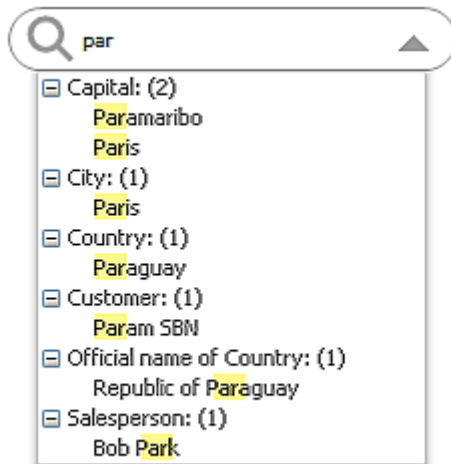 par
Capital: (2)
Paramaribo
Paris
City: (1)
Paris
Country: (1)
Paraguay
Customer: (1)
Param SBN
Official name of Country: (1)
Republic of Paraguay
Salesperson: (1)
Bob Park